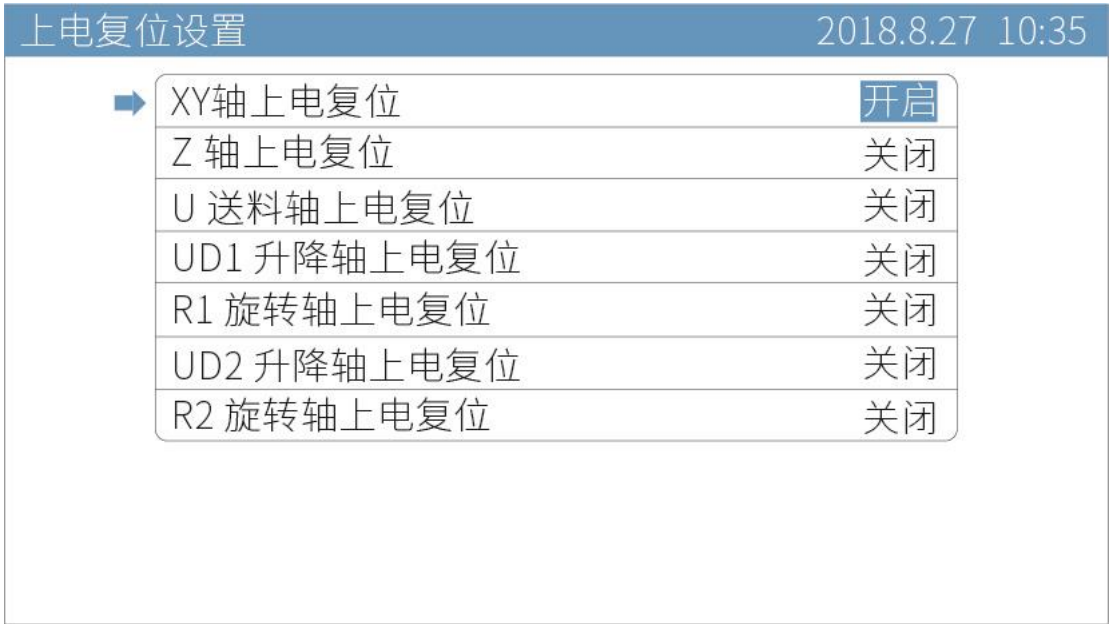 上电复位设置 2018.8.27 10:35
XY轴上电复位 开启
Z 轴上电复位 关闭
U 送料轴上电复位 关闭
UD1 升降轴上电复位 关闭
R1 旋转轴上电复位 关闭
UD2 升降轴上电复位 关闭
R2 旋转轴上电复位 关闭